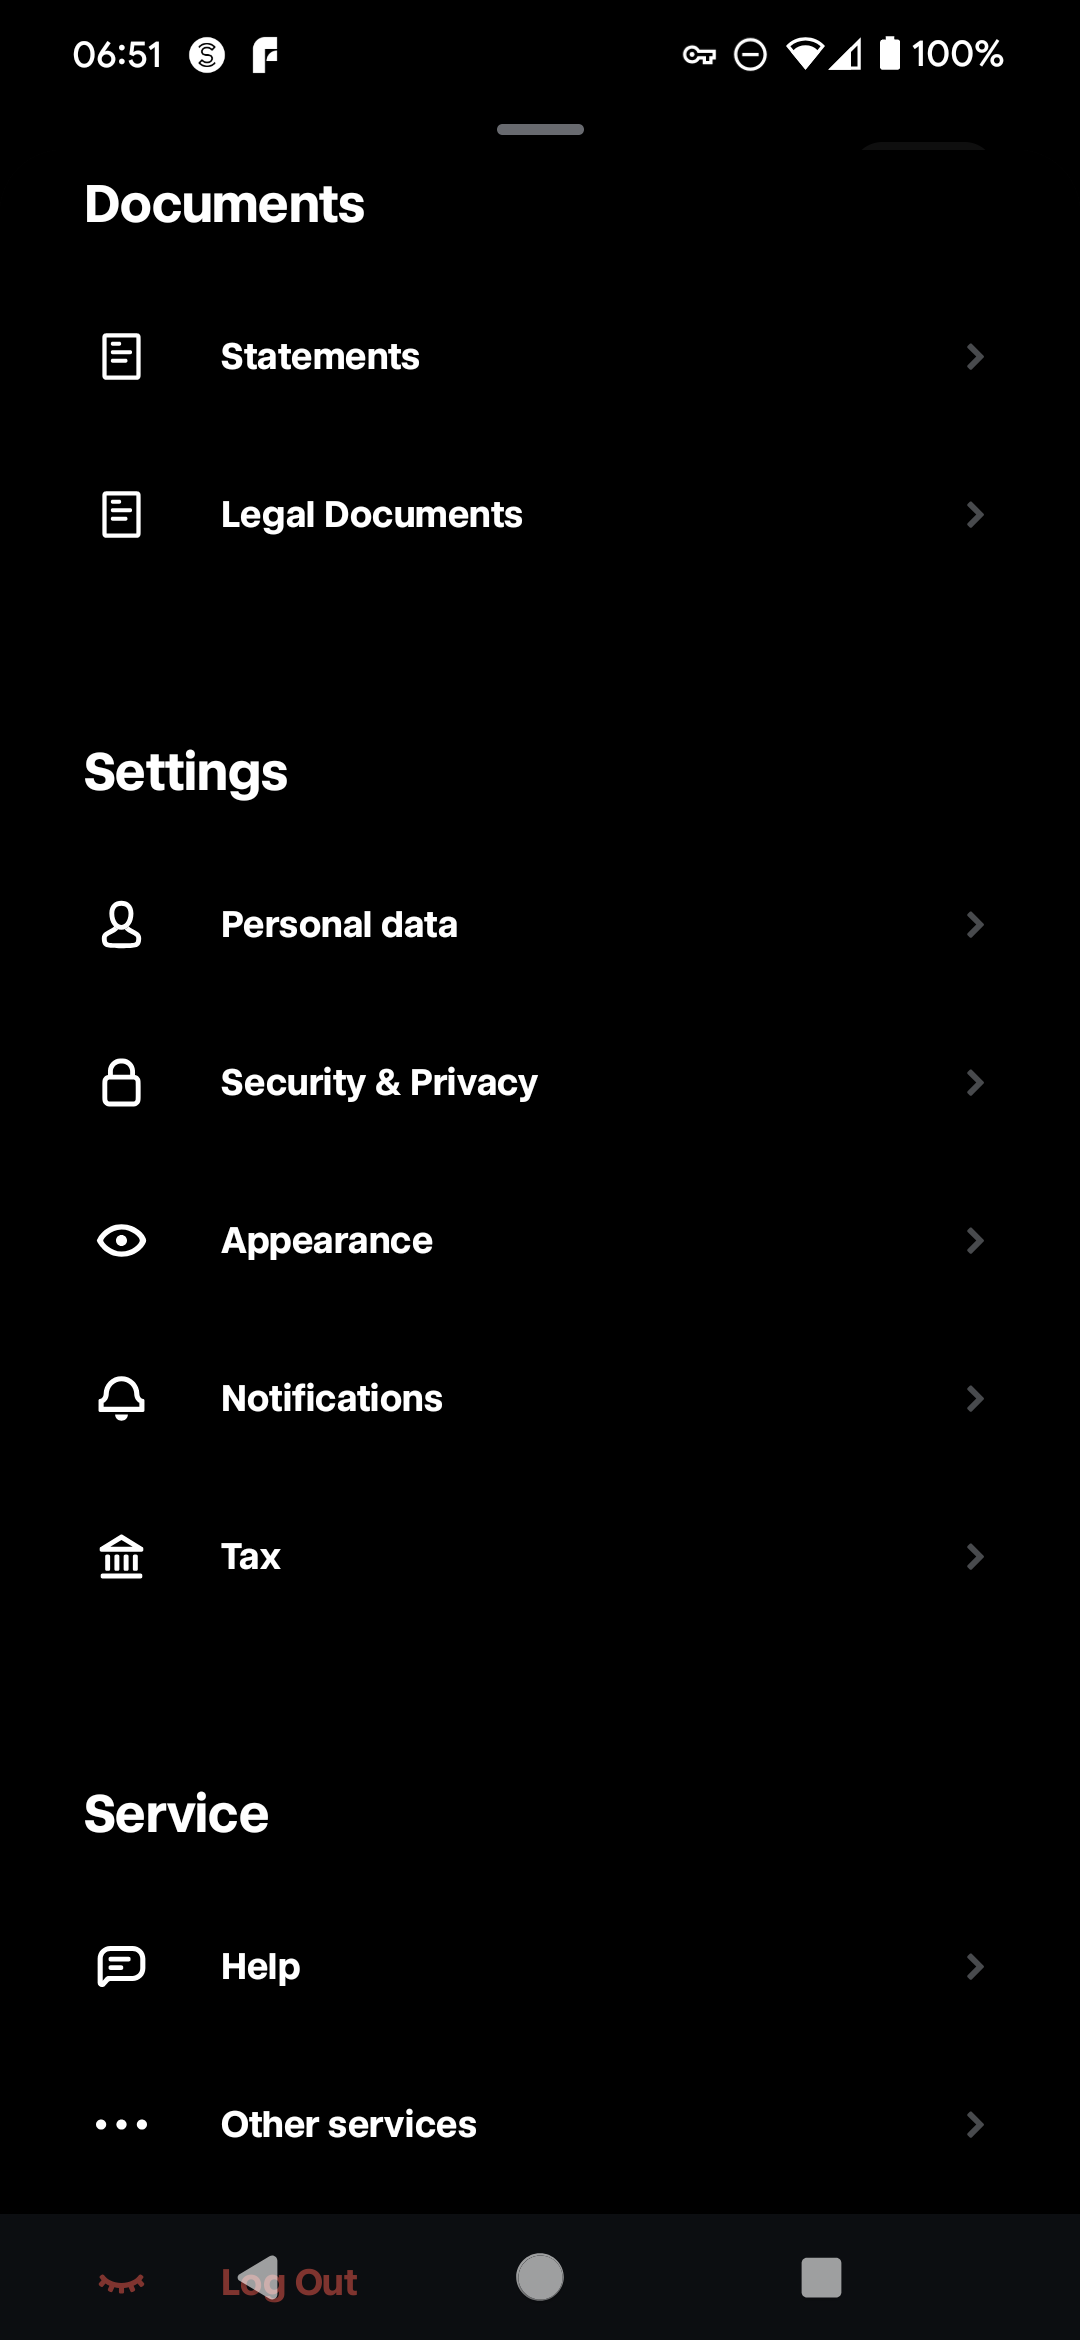 06:51 100%
Documents
Statements
Legal Documents
Settings
Personal data
Security & Privacy
Appearance
Notifications
Tax
Service
Help
Other services
Log Out